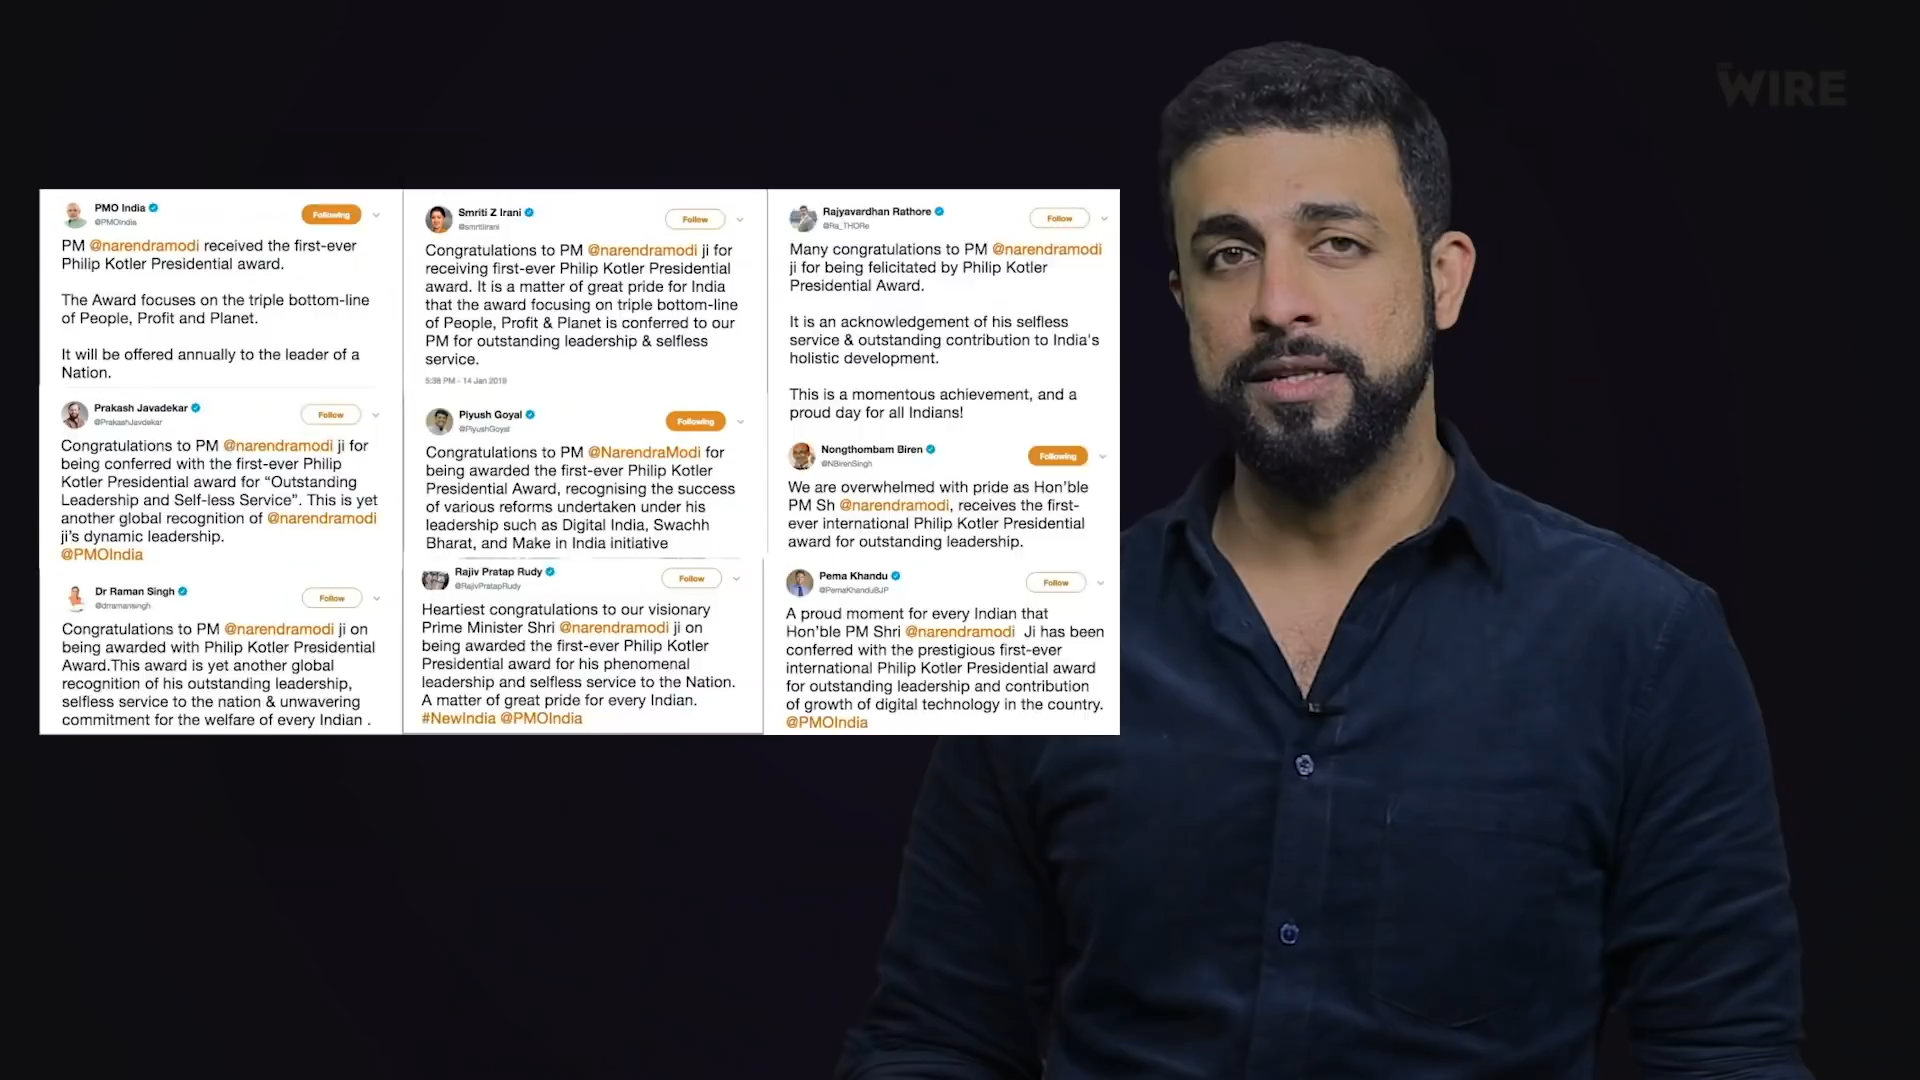 THE WIRE
PMO India
@PMOIndia
Following
PM @narendramodi received the first-ever
Philip Kotler Presidential award.
The Award focuses on the triple bottom-line
of People, Profit and Planet.
It will be offered annually to the leader of a
Nation.
Prakash Javadekar
@PrakashJavdekar
Follow
Congratulations to PM @narendramodi ji for
being conferred with the first-ever Philip
Kotler Presidential award for “Outstanding
Leadership and Self-less Service”. This is yet
another global recognition of @narendramodi
ji’s dynamic leadership.
@PMOIndia
Dr Raman Singh
@drramansingh
Follow
Congratulations to PM @narendramodi ji on
being awarded with Philip Kotler Presidential
Award.This award is yet another global
recognition of his outstanding leadership,
selfless service to the nation & unwavering
commitment for the welfare of every Indian .
Smriti Z Irani
@smritiirani
Follow
Congratulations to PM @narendramodi ji for
receiving first-ever Philip Kotler Presidential
award. It is a matter of great pride for India
that the award focusing on triple bottom-line
of People, Profit & Planet is conferred to our
PM for outstanding leadership & selfless
service.
5:38 PM - 14 Jan 2019
Piyush Goyal
@PiyushGoyal
Following
Congratulations to PM @NarendraModi for
being awarded the first-ever Philip Kotler
Presidential Award, recognising the success
of various reforms undertaken under his
leadership such as Digital India, Swachh
Bharat, and Make in India initiative
Rajiv Pratap Rudy
@RajivPratapRudy
Follow
Heartiest congratulations to our visionary
Prime Minister Shri @narendramodi ji on
being awarded the first-ever Philip Kotler
Presidential award for his phenomenal
leadership and selfless service to the Nation.
A matter of great pride for every Indian.
#NewIndia @PMOIndia
Rajyavardhan Rathore
@Ra_THORe
Follow
Many congratulations to PM @narendramodi
ji for being felicitated by Philip Kotler
Presidential Award.
It is an acknowledgement of his selfless
service & outstanding contribution to India's
holistic development.
This is a momentous achievement, and a
proud day for all Indians!
Nongthombam Biren
@NBirenSingh
Following
We are overwhelmed with pride as Hon’ble
PM Sh @narendramodi, receives the first-
ever international Philip Kotler Presidential
award for outstanding leadership.
Pema Khandu
@PemaKhanduBJP
Follow
A proud moment for every Indian that
Hon’ble PM Shri @narendramodi Ji has been
conferred with the prestigious first-ever
international Philip Kotler Presidential award
for outstanding leadership and contribution
of growth of digital technology in the country.
@PMOIndia